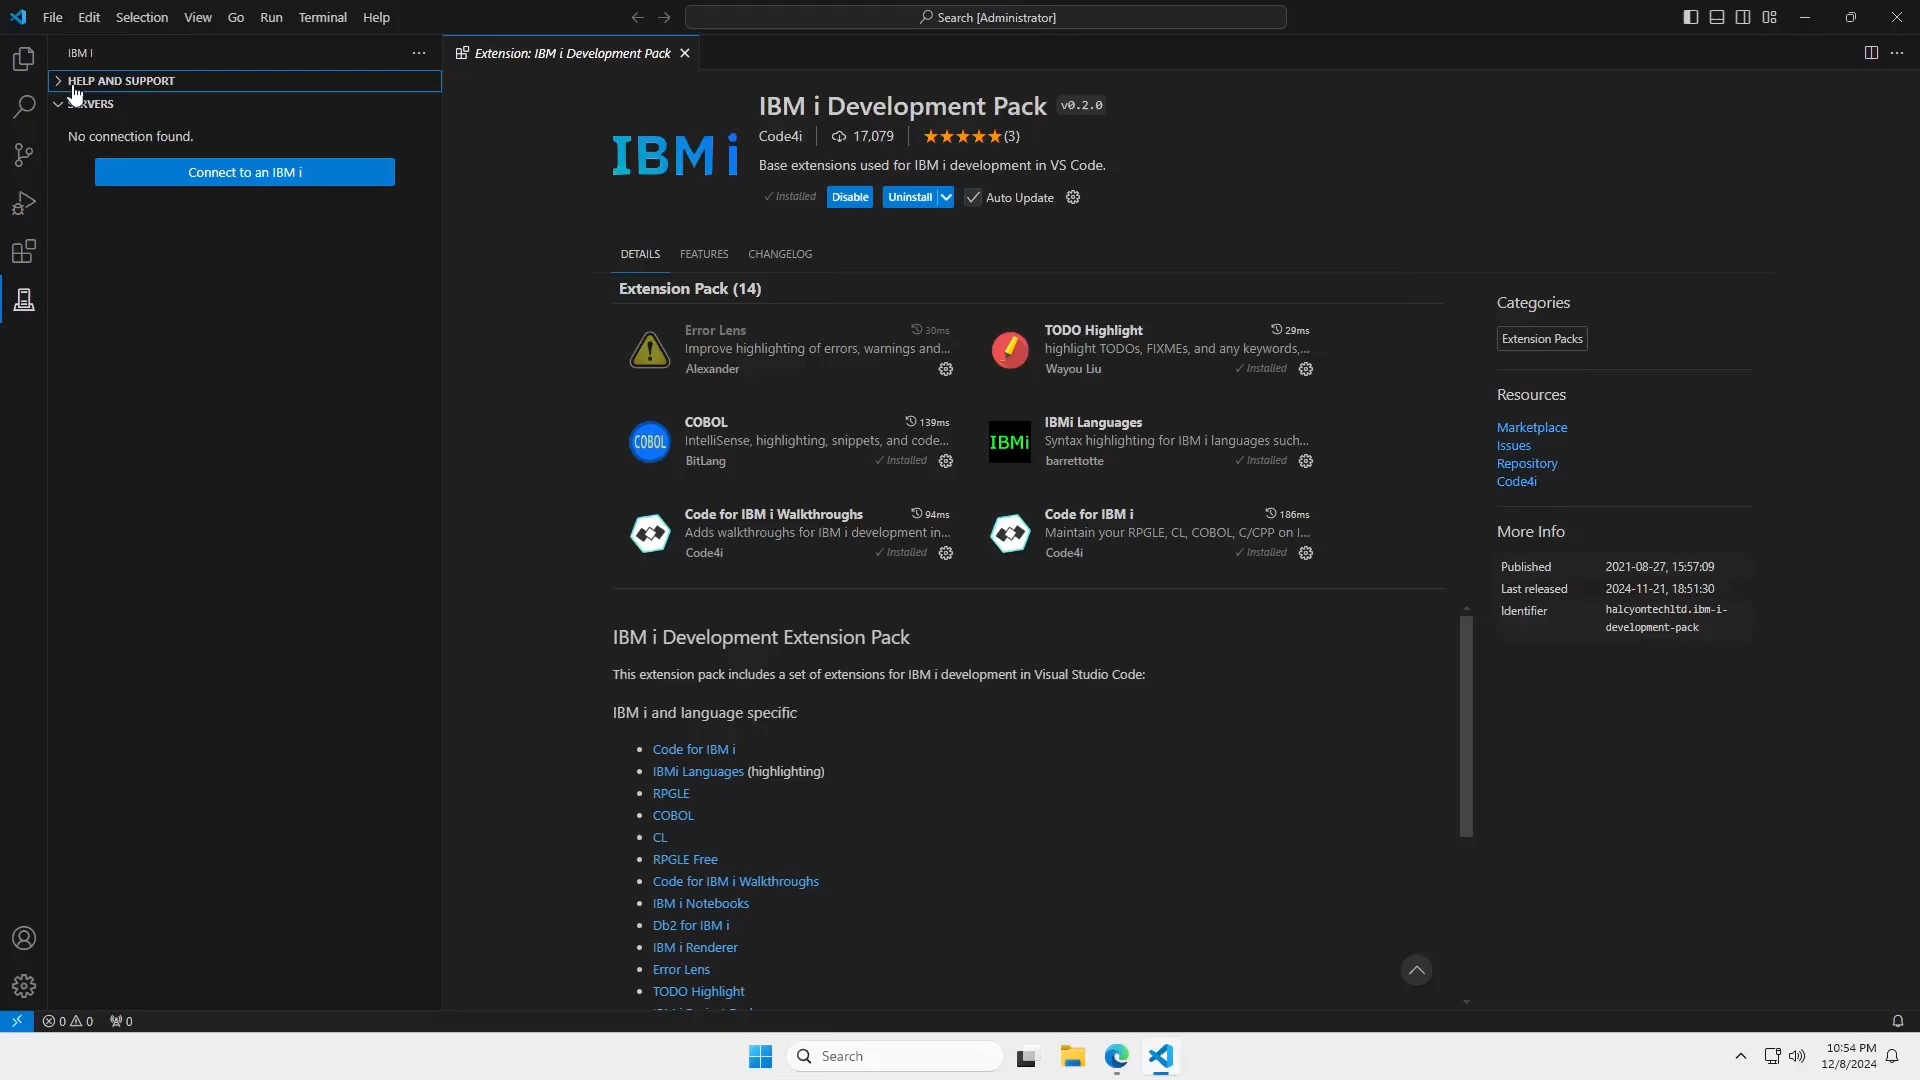 File Edit Selection View Go Run Terminal Help
Search [Administrator]
IBM I
Extension: IBM i Development Pack
HELP AND SUPPORT
No connection found.
Connect to an IBM i
IBM i
IBM i Development Pack v0.2.0
Code4i 17,079 (3)
Base extensions used for IBM i development in VS Code.
Installed Disable Uninstall Auto Update
DETAILS FEATURES CHANGELOG
Extension Pack (14)
Error Lens 30ms
Improve highlighting of errors, warnings and...
Alexander
TODO Highlight 29ms
highlight TODOs, FIXMEs, and any keywords,...
Wayou Liu Installed
COBOL
COBOL 139ms
IntelliSense, highlighting, snippets, and code...
BitLang Installed
IBMi
IBMi Languages
Syntax highlighting for IBM i languages such...
barrettotte Installed
Code for IBM i Walkthroughs 94ms
Adds walkthroughs for IBM i development in...
Code4i Installed
Code for IBM i 186ms
Maintain your RPGLE, CL, COBOL, C/CPP on I...
Code4i Installed
IBM i Development Extension Pack
This extension pack includes a set of extensions for IBM i development in Visual Studio Code:
IBM i and language specific
Code for IBM i
IBMi Languages (highlighting)
RPGLE
COBOL
CL
RPGLE Free
Code for IBM i Walkthroughs
IBM i Notebooks
Db2 for IBM i
IBM i Renderer
Error Lens
TODO Highlight
Categories
Extension Packs
Resources
Marketplace
Issues
Repository
Code4i
More Info
Published 2021-08-27, 15:57:09
Last released 2024-11-21, 18:51:30
Identifier halcyontechltd.ibm-i-
development-pack
0 0 0
Search
10:54 PM
12/8/2024